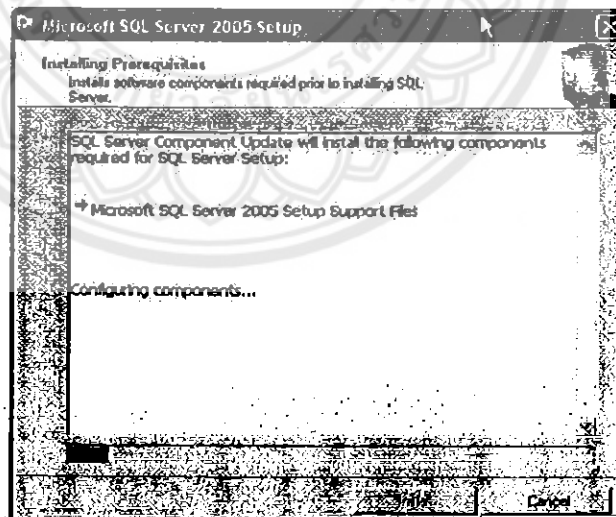 Microsoft SQL Server 2005 Setup
Installing Prerequisites
Installs software components required prior to installing SQL
Server.
SQL Server Component Update will install the following components
required for SQL Server Setup:
Microsoft SQL Server 2005 Setup Support Files
Configuring components...
Cancel